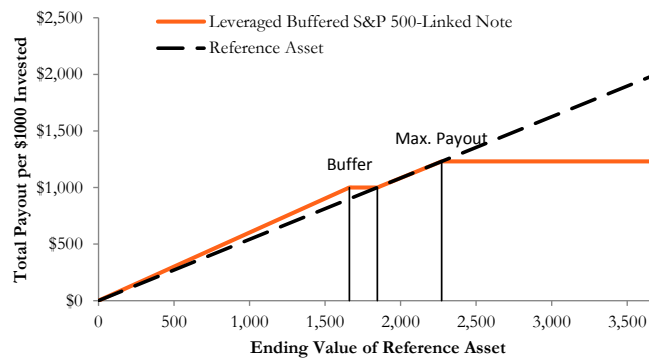 $2,500
$2,000
$1,500
$1,000
$500
$0
Total Payout per $1000 Invested
Leveraged Buffered S&P 500-Linked Note
Reference Asset
Max. Payout
Buffer
0
500
1,000
1,500
2,000
2,500
3,000
3,500
Ending Value of Reference Asset